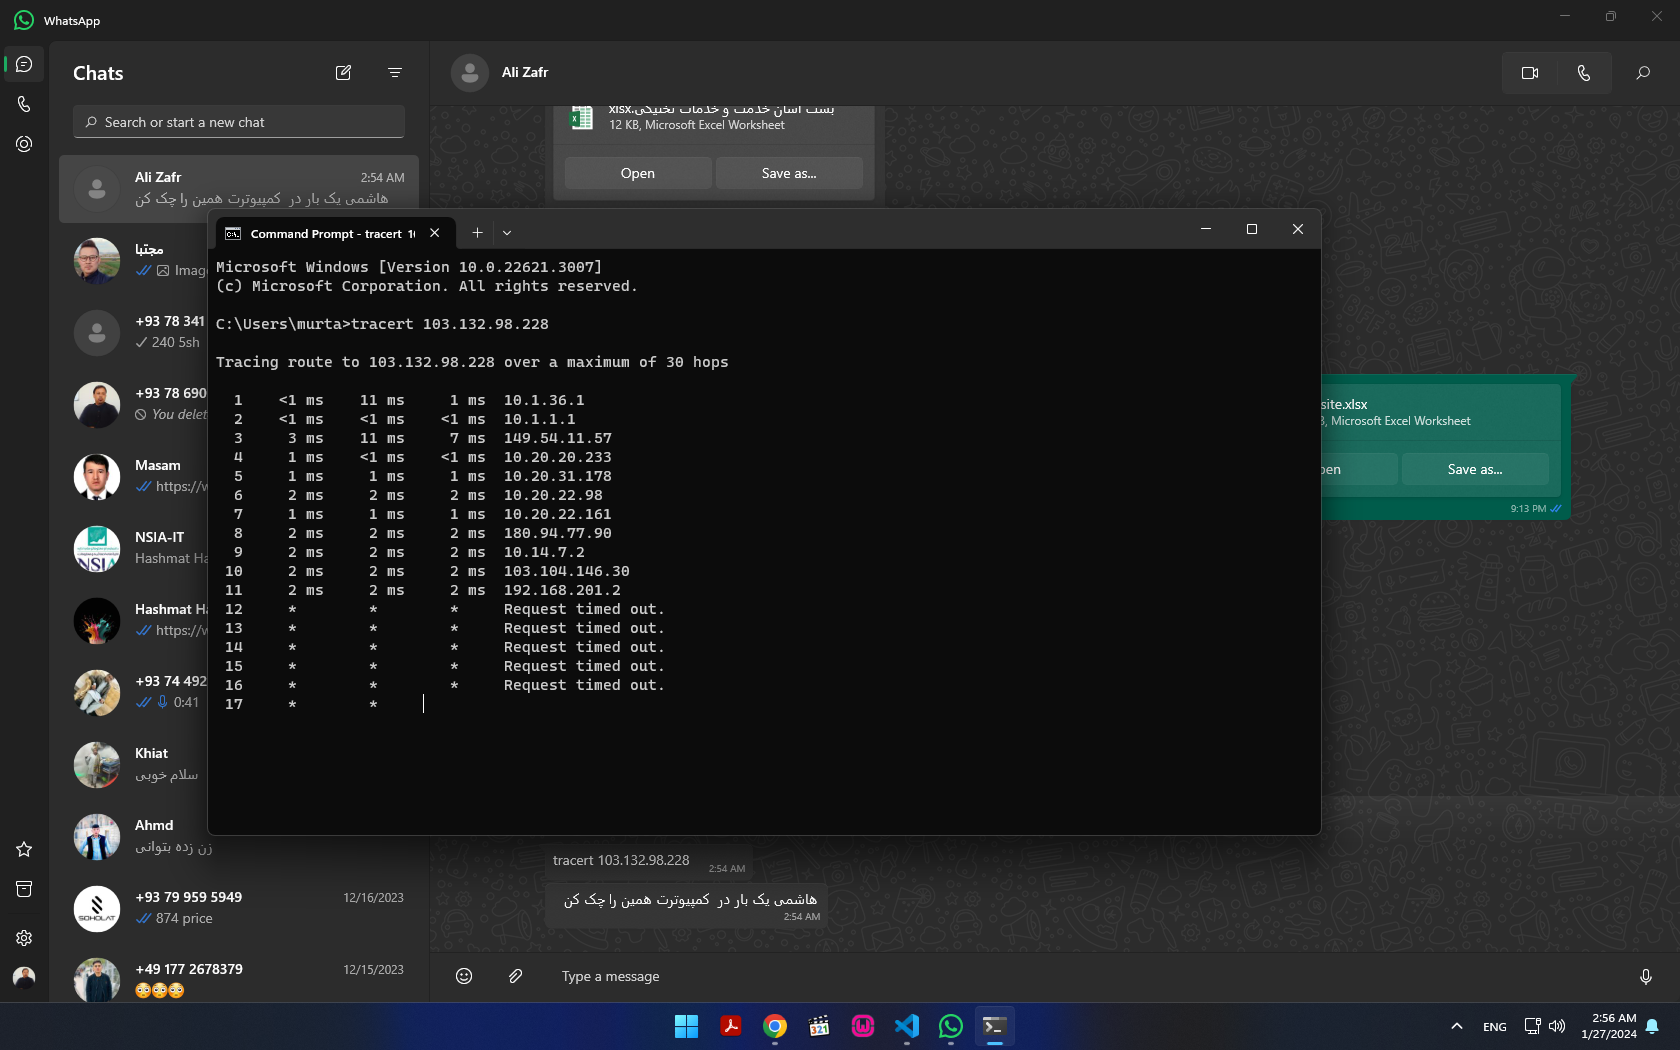 WhatsApp
Chats
Search or start a new chat
Ali Zafr
2:54 AM
هاشمی یک بار در کمپیوترت همین را چک کن
مجتبا
Imag
+93 78 341
240 5sh
+93 78 690
You delet
Masam
https://w
NSIA-IT
Hashmat Ha
Hashmat H
https://w
+93 74 492
0:41
Khiat
سلام خوبی
Ahmd
زن زده بتوانی
+93 79 959 5949
12/16/2023
874 price
SOHOLAT
+49 177 2678379
12/15/2023
Ali Zafr
بست آسان خدمت و خدمات تخنیکی.xlsx
12 KB, Microsoft Excel Worksheet
Open
Save as...
Command Prompt - tracert 1
Microsoft Windows [Version 10.0.22621.3007]
(c) Microsoft Corporation. All rights reserved.
C:\Users\murta>tracert 103.132.98.228
Tracing route to 103.132.98.228 over a maximum of 30 hops
1 <1 ms 11 ms 1 ms 10.1.36.1
2 <1 ms <1 ms <1 ms 10.1.1.1
3 3 ms 11 ms 7 ms 149.54.11.57
4 1 ms <1 ms <1 ms 10.20.20.233
5 1 ms 1 ms 1 ms 10.20.31.178
6 2 ms 2 ms 2 ms 10.20.22.98
7 1 ms 1 ms 1 ms 10.20.22.161
8 2 ms 2 ms 2 ms 180.94.77.90
9 2 ms 2 ms 2 ms 10.14.7.2
10 2 ms 2 ms 2 ms 103.104.146.30
11 2 ms 2 ms 2 ms 192.168.201.2
12 * * * Request timed out.
13 * * * Request timed out.
14 * * * Request timed out.
15 * * * Request timed out.
16 * * * Request timed out.
17 * *
site.xlsx
3, Microsoft Excel Worksheet
pen
Save as...
9:13 PM
tracert 103.132.98.228
2:54 AM
هاشمی یک بار در کمپیوترت همین را چک کن
2:54 AM
Type a message
ENG
2:56 AM
1/27/2024